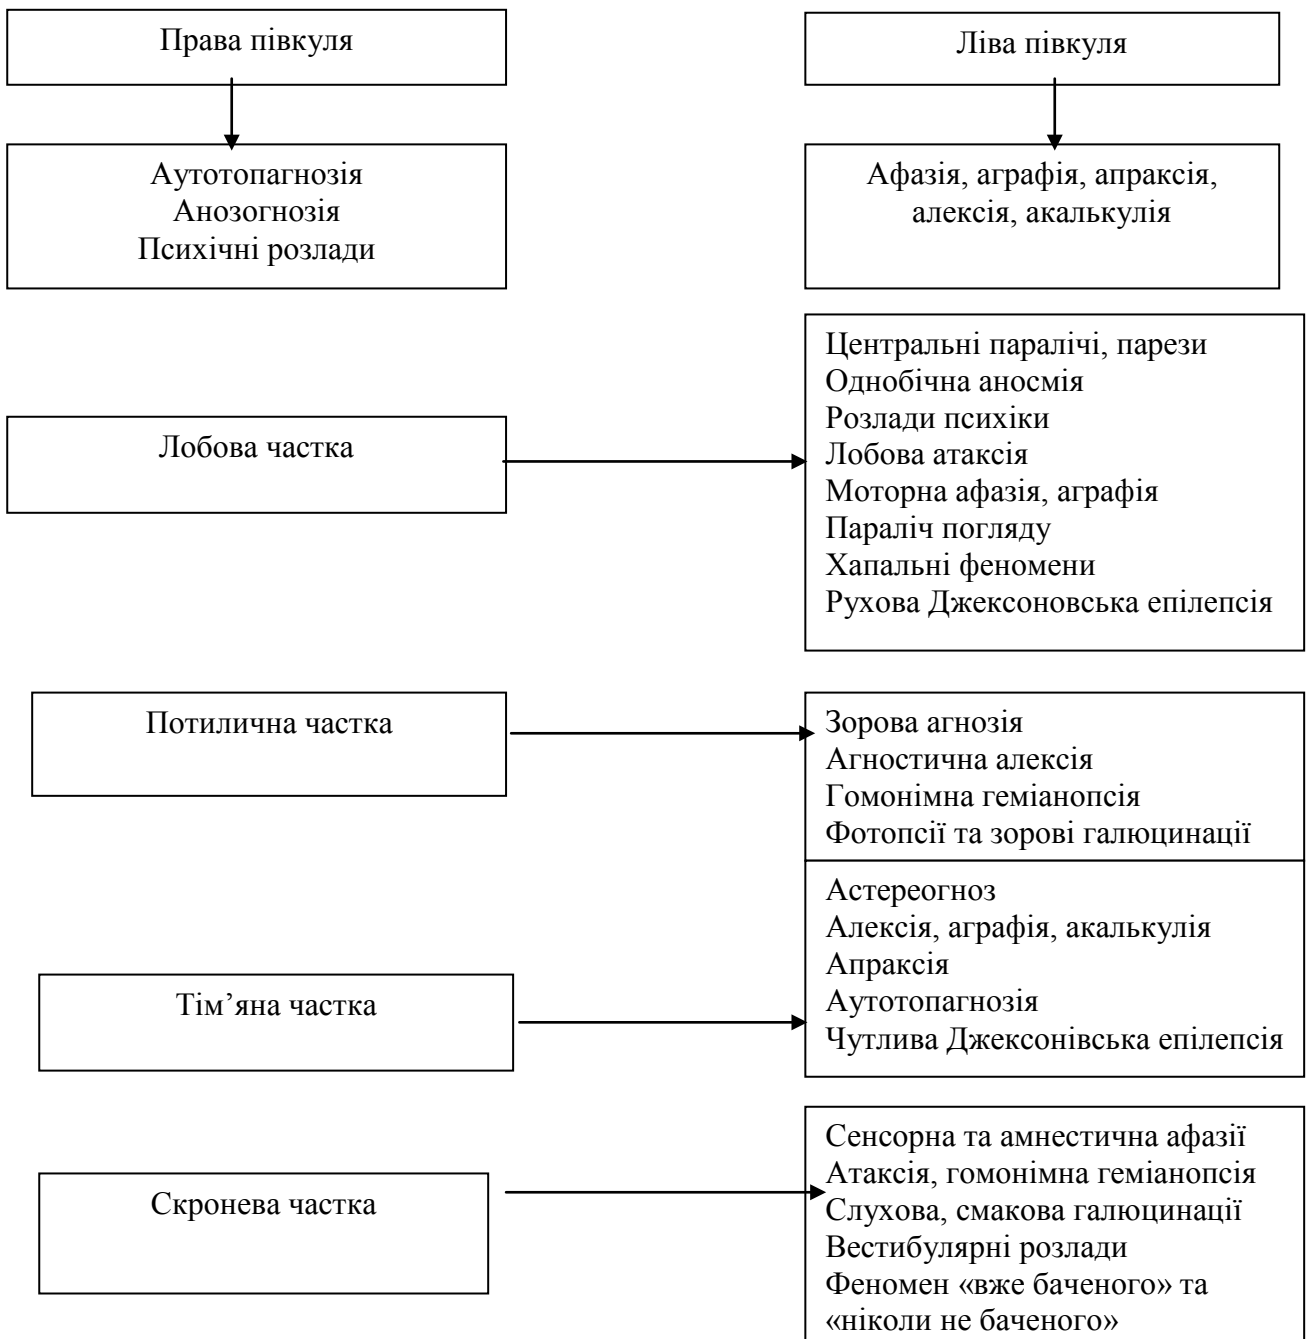 Права півкуля
Ліва півкуля
Аутотопагнозія
Анозогнозія
Психічні розлади
Афазія, аграфія, апраксія,
алексія, акалькулія
Лобова частка
Центральні паралічі, парези
Однобічна аносмія
Розлади психіки
Лобова атаксія
Моторна афазія, аграфія
Параліч погляду
Хапальні феномени
Рухова Джексоновська епілепсія
Потилична частка
Зорова агнозія
Агностична алексія
Гомонімна геміанопсія
Фотопсії та зорові галюцинації
Тім’яна частка
Астереогноз
Алексія, аграфія, акалькулія
Апраксія
Аутотопагнозія
Чутлива Джексонівська епілепсія
Скронева частка
Сенсорна та амнестична афазії
Атаксія, гомонімна геміанопсія
Слухова, смакова галюцинації
Вестибулярні розлади
Феномен «вже баченого» та
«ніколи не баченого»